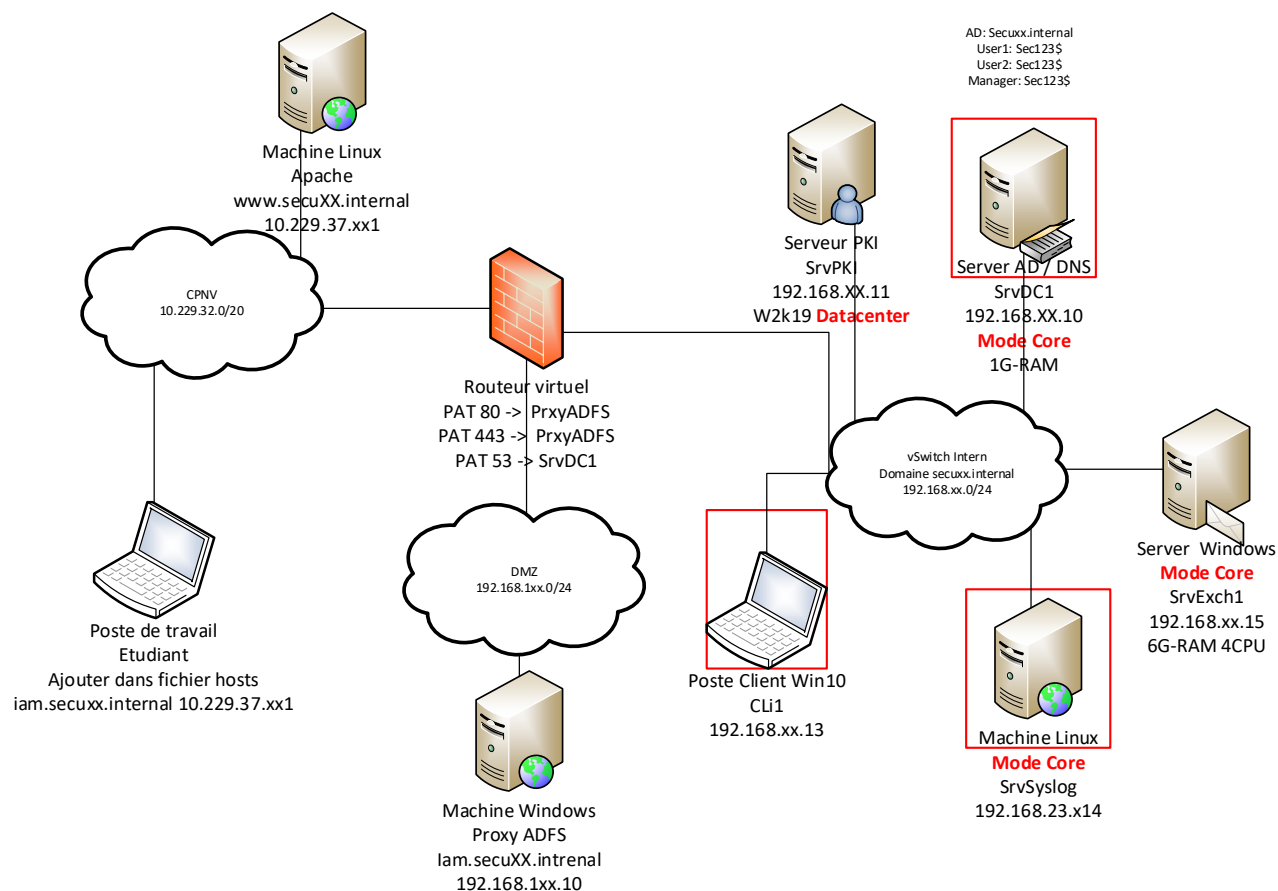 AD: Secuxx.internal
User1: Sec123$
User2: Sec123$
Manager: Sec123$
Machine Linux
Apache
www.secuXX.internal
10.229.37.xx1
Serveur PKI
SrvPKI
192.168.XX.11
W2k19 Datacenter
Server AD / DNS
SrvDC1
192.168.XX.10
Mode Core
1G-RAM
CPNV
10.229.32.0/20
Routeur virtuel
PAT 80 -> PrxyADFS
PAT 443 -> PrxyADFS
PAT 53 -> SrvDC1
vSwitch Intern
Domaine secuxx.internal
192.168.xx.0/24
Server Windows
Mode Core
SrvExch1
192.168.xx.15
6G-RAM 4CPU
DMZ
192.168.1xx.0/24
Poste de travail
Etudiant
Ajouter dans fichier hosts
iam.secuxx.internal 10.229.37.xx1
Poste Client Win10
CLi1
192.168.xx.13
Machine Linux
Mode Core
SrvSyslog
192.168.23.x14
Machine Windows
Proxy ADFS
Iam.secuXX.intrenal
192.168.1xx.10